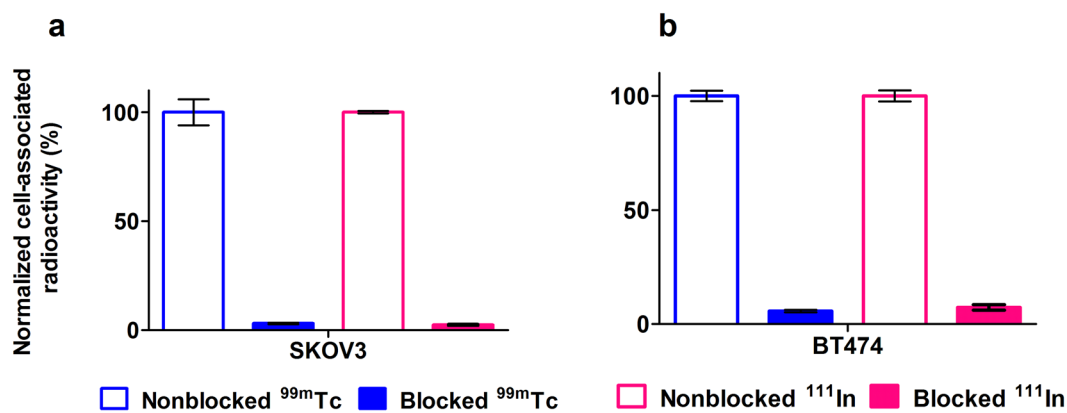 a
b
Normalized cell-associated
radioactivity (%)
100
50
0
SKOV3
100
50
0
BT474
Nonblocked ⁹⁹ᵐTc
Blocked ⁹⁹ᵐTc
Nonblocked ¹¹¹In
Blocked ¹¹¹In